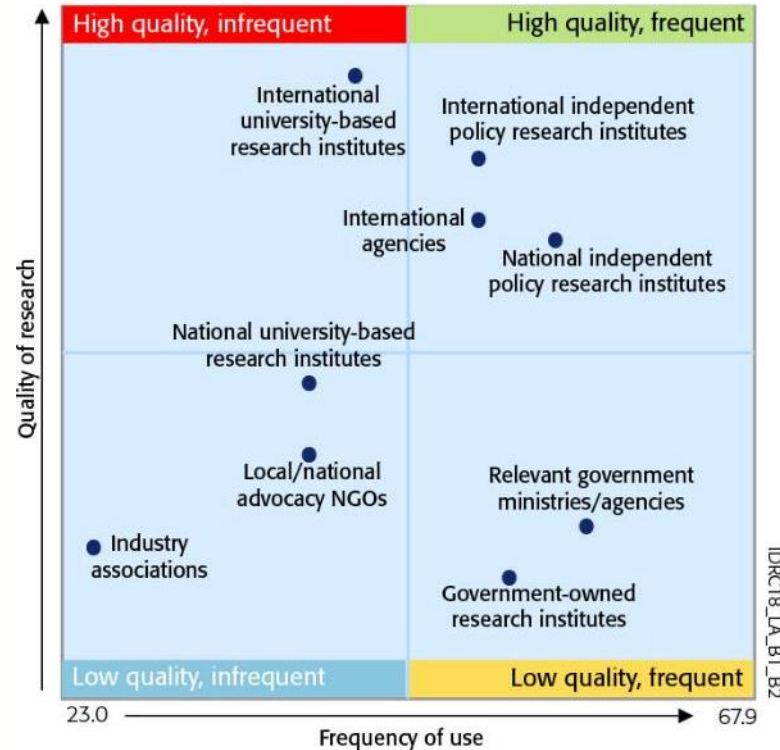 High quality, infrequent
High quality, frequent
International
university-based
research institutes
International independent
policy research institutes
International
agencies
National independent
policy research institutes
Quality of research
National university-based
research institutes
Local/national
advocacy NGOs
Relevant government
ministries/agencies
Industry
associations
Government-owned
research institutes
IDRC18_LA_B1_B2
Low quality, infrequent
Low quality, frequent
23.0
67.9
Frequency of use